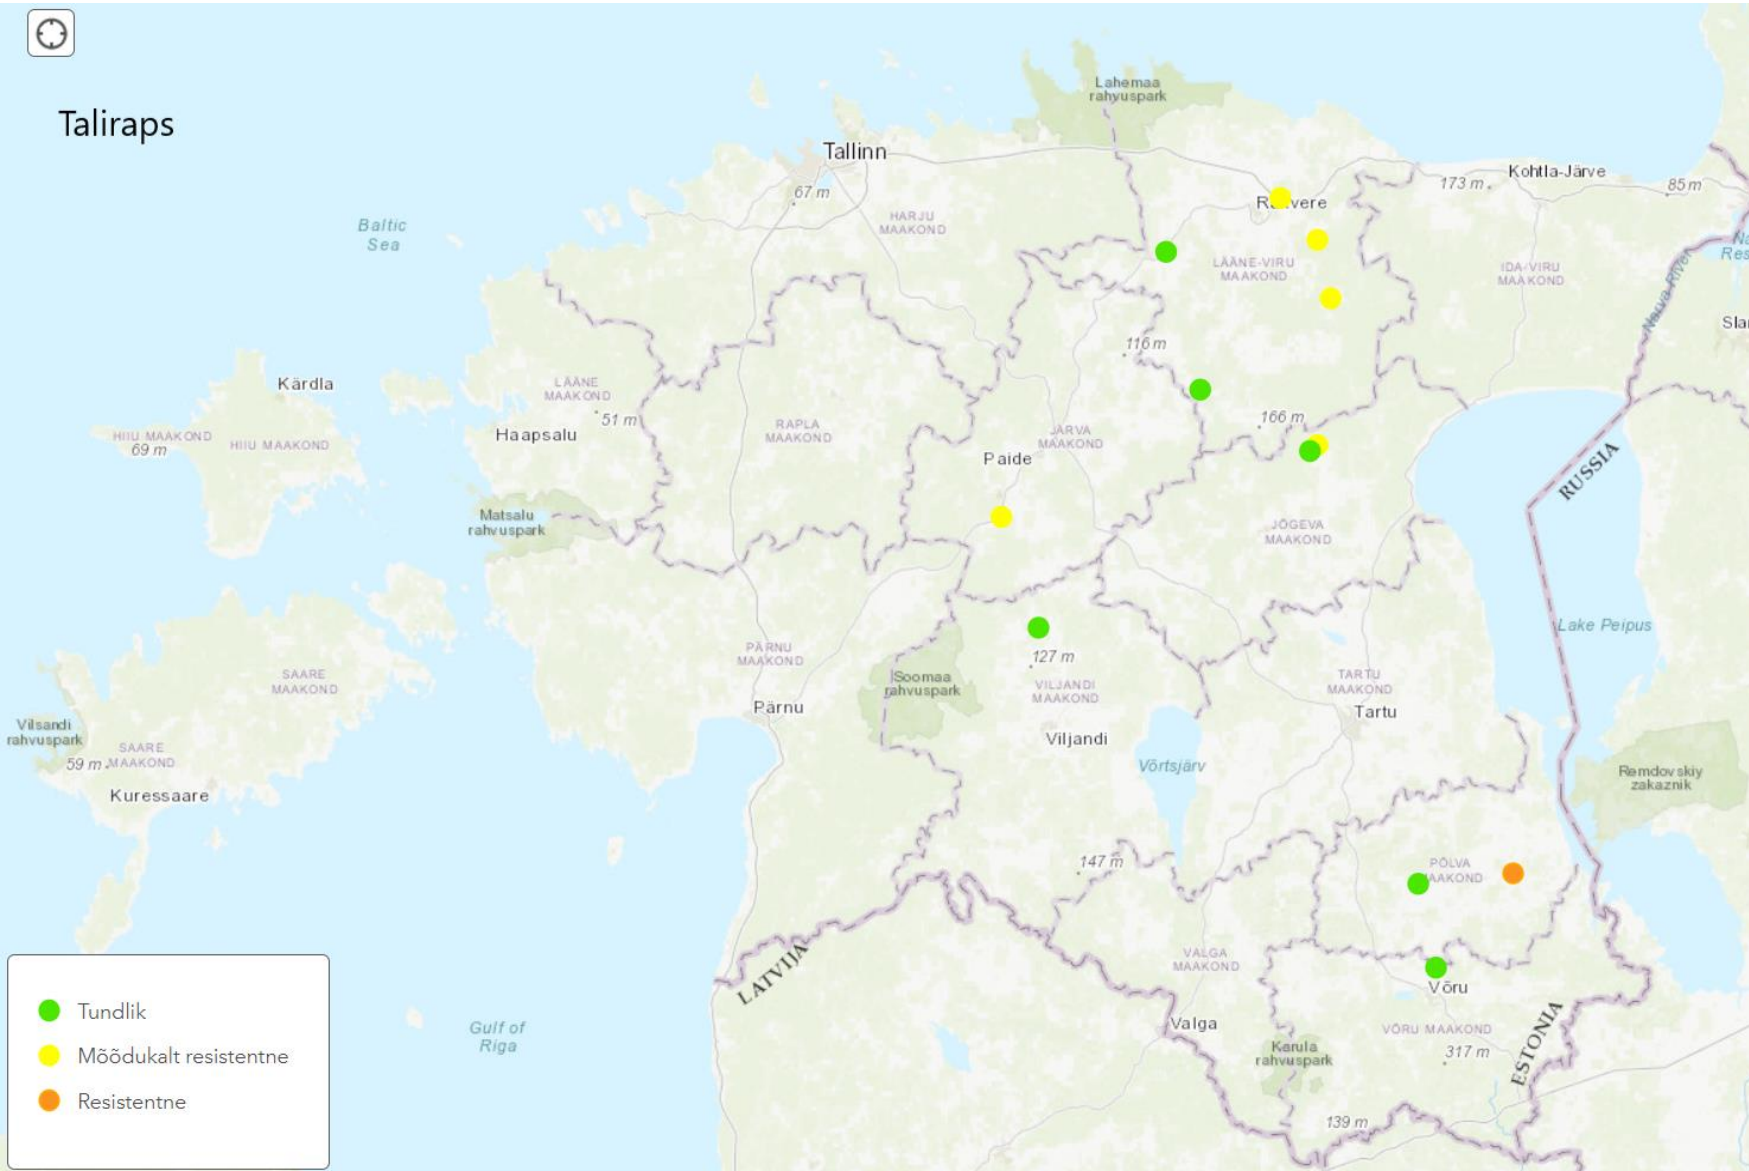 Taliraps
Lahemaa
rahvuspark
Tallinn
67 m
Kohtla-Järve
173 m
85m
Baltic
Sea
HARJU
MAAKOND
LÄÄNE-VIRU
MAAKOND
IDA-VIRU
MAAKOND
Narva River
116 m
Kärdla
LÄÄNE
MAAKOND
51 m
Haapsalu
HIIU MAAKOND
HIIU MAAKOND
69 m
RAPLA
MAAKOND
JÄRVA
MAAKOND
Paide
166 m
RUSSIA
Matsalu
rahvuspark
JÕGEVA
MAAKOND
Lake Peipus
PÄRNU
MAAKOND
127 m
SAARE
MAAKOND
Soomaa
rahvuspark
VILJANDI
MAAKOND
TARTU
MAAKOND
Pärnu
Tartu
Vilsandi
rahvuspark
Viljandi
SAARE
MAAKOND
59 m
Võrtsjärv
Remdovskiy
zakaznik
Kuressaare
147 m
PÕLVA
MAAKOND
LATVIJA
VALGA
MAAKOND
Võru
Gulf of
Riga
Valga
VÕRU MAAKOND
ESTONIA
Karula
rahvuspark
317 m
139 m
Tundlik
Mõõdukalt resistentne
Resistentne